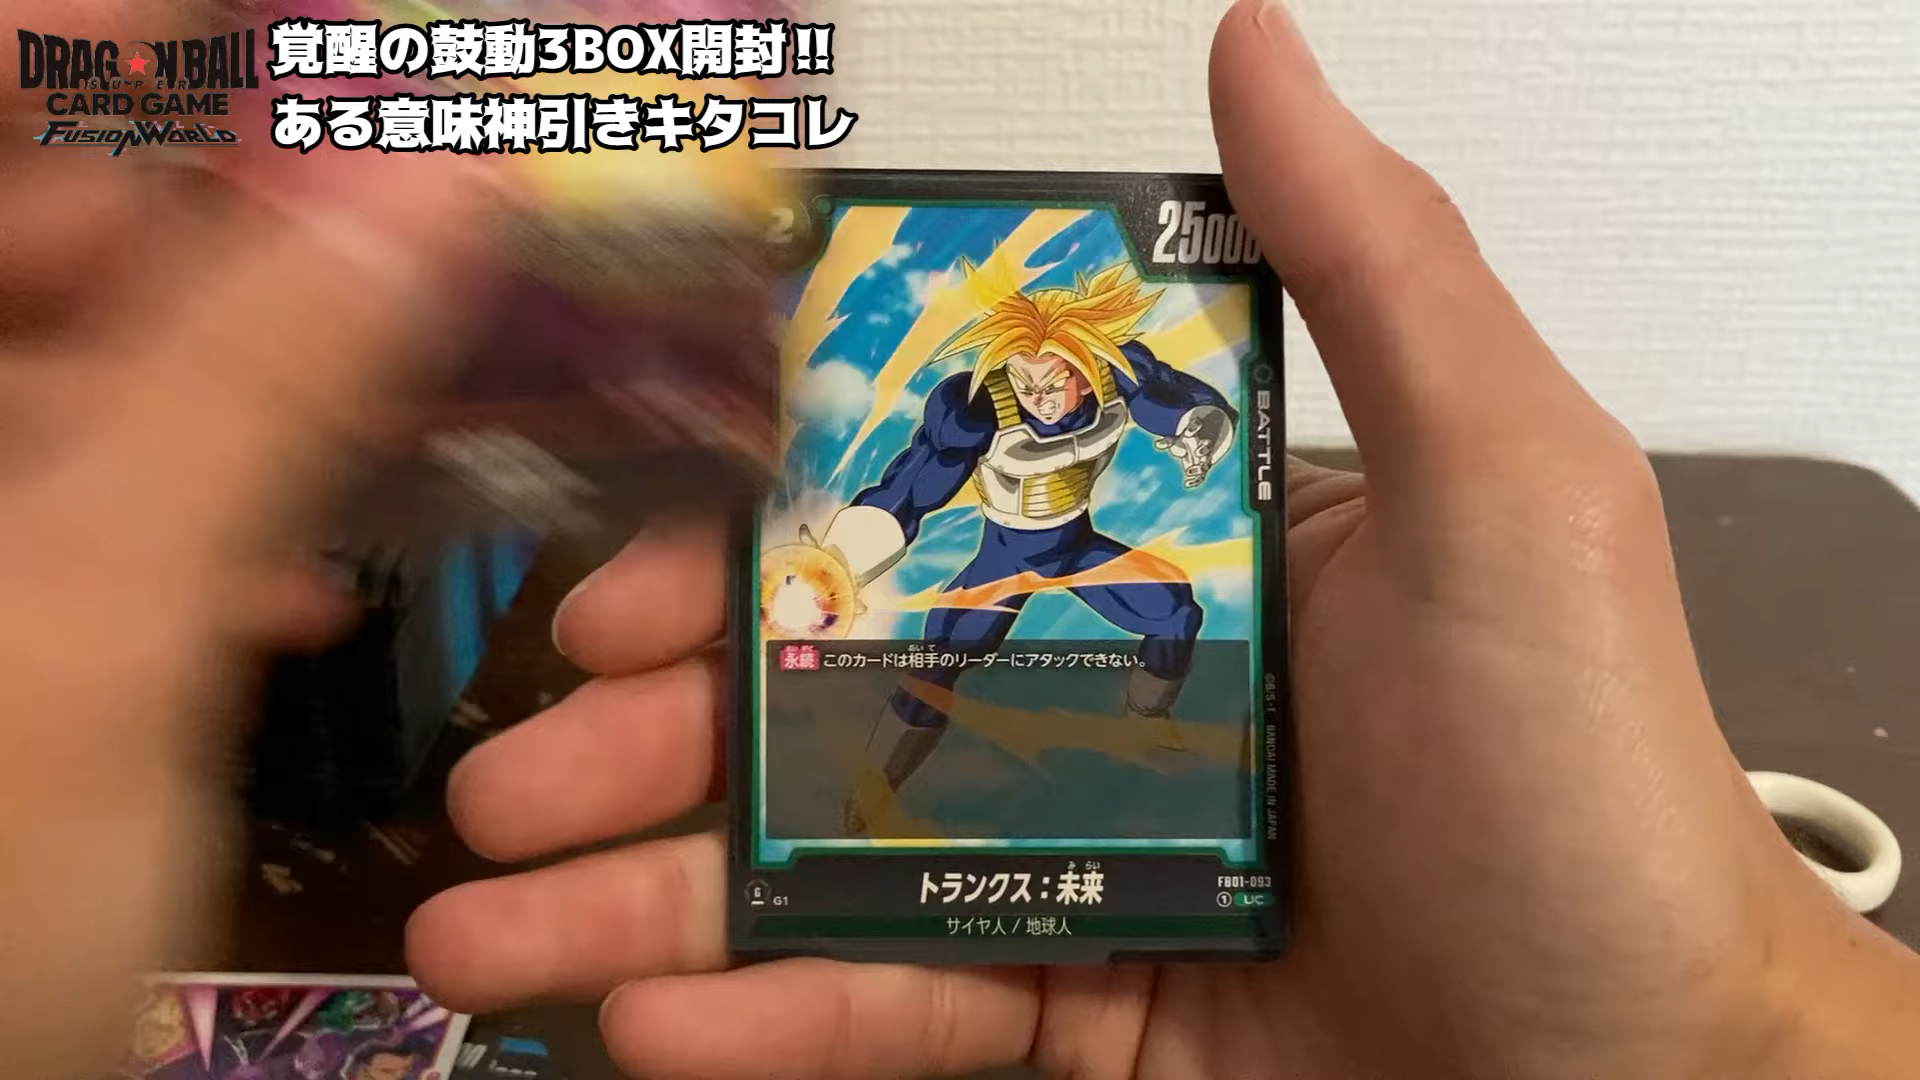 DRAGON BALL
SUPER
CARD GAME
FUSION WORLD
覚醒の鼓動3BOX開封!!
ある意味神引きキタコレ
2
25000
BATTLE
永続 このカードは相手のリーダーにアタックできない。
©B/S・T BANDAI MADE IN JAPAN
トランクス：未来
FB01-093
G
G1
1 UC
サイヤ人 / 地球人